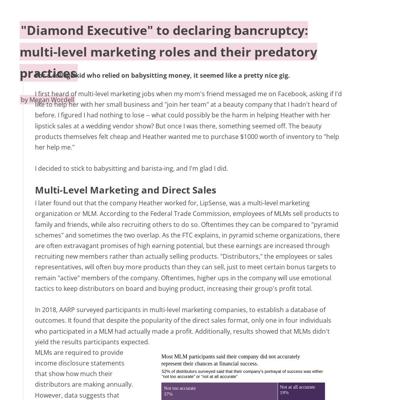 "Diamond Executive" to declaring bancruptcy:
multi-level marketing roles and their predatory
practices
kid who relied on babysitting money, it seemed like a pretty nice gig.
I first heard of multi-level marketing jobs when my mom's friend messaged me on Facebook, asking if I'd
like to help her with her small business and "join her team" at a beauty company that I hadn't heard of
by Megan Wordell
before. I figured I had nothing to lose – what could possibly be the harm in helping Heather with her
lipstick sales at a wedding vendor show? But once I was there, something seemed off. The beauty
products themselves felt cheap and Heather wanted me to purchase $1000 worth of inventory to "help
her help me."
I decided to stick to babysitting and barista-ing, and I'm glad I did.
Multi-Level Marketing and Direct Sales
I later found out that the company Heather worked for, LipSense, was a multi-level marketing
organization or MLM. According to the Federal Trade Commission, employees of MLMs sell products to
family and friends, while also recruiting others to do so. Oftentimes they can be compared to "pyramid
schemes" and sometimes the two overlap. As the FTC explains, in pyramid scheme organizations, there
are often extravagant promises of high earning potential, but these earnings are increased through
recruiting new members rather than actually selling products. "Distributors," the employees or sales
representatives, will often buy more products than they can sell, just to meet certain bonus targets to
remain "active" members of the company. Oftentimes, higher ups in the company will use emotional
tactics to keep distributors on board and buying product, increasing their group's profit total.
In 2018, AARP surveyed participants in multi-level marketing companies, to establish a database of
outcomes. It found that despite the popularity of the direct sales format, only one in four individuals
who participated in a MLM had actually made a profit. Additionally, results showed that MLMs didn't
yield the results participants expected.
MLMs are required to provide
income disclosure statements
that show how much their
distributors are making annually.
However, data suggests that
Most MLM participants said their company did not accurately
represent their chances at financial success.
52% of distributors surveyed said that their company's portrayal of success was either
"not too accurate" or "not at all accurate"
Not too accurate
37%
Not at all accurate
19%